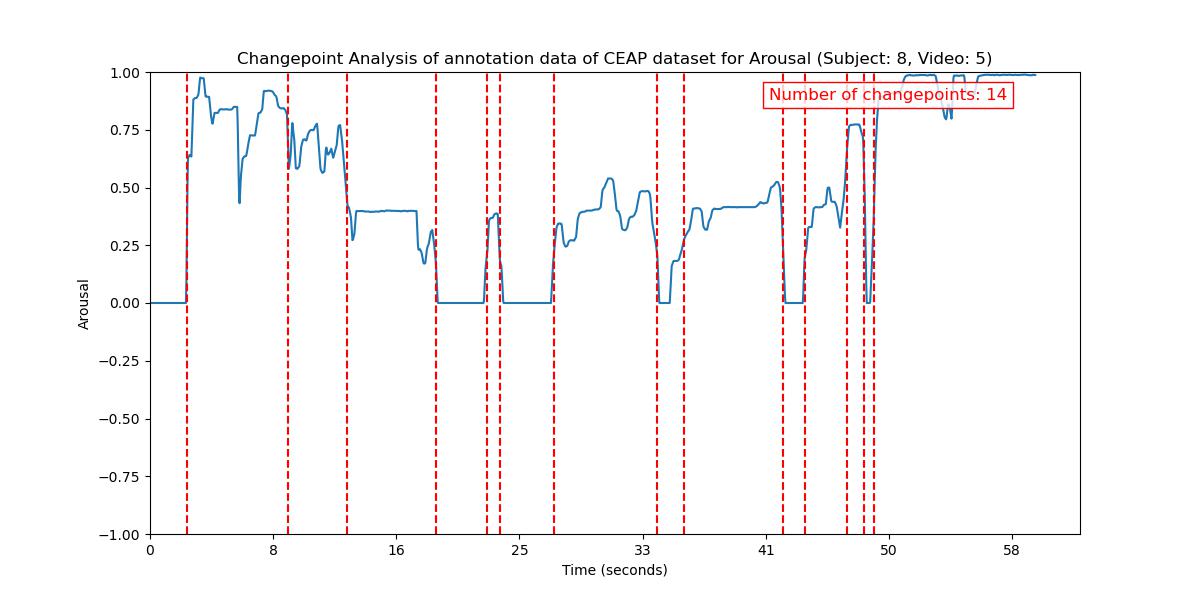 Changepoint Analysis of annotation data of CEAP dataset for Arousal (Subject: 8, Video: 5)
Number of changepoints: 14
1.00
0.75
0.50
0.25
0.00
−0.25
−0.50
−0.75
−1.00
Arousal
0 8 16 25 33 41 50 58
Time (seconds)